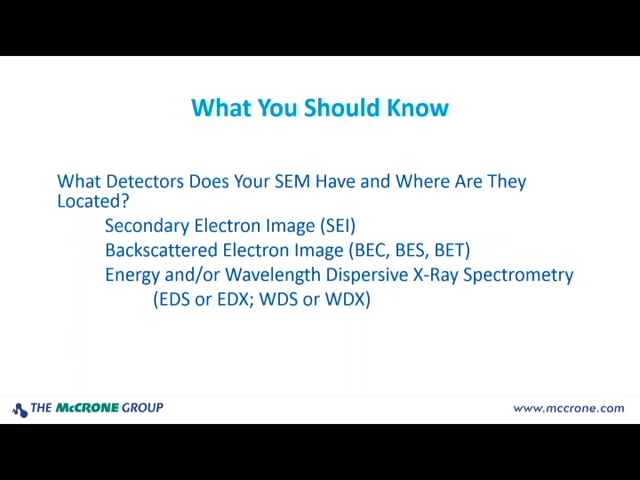 What You Should Know
What Detectors Does Your SEM Have and Where Are They
Located?
Secondary Electron Image (SEI)
Backscattered Electron Image (BEC, BES, BET)
Energy and/or Wavelength Dispersive X-Ray Spectrometry
(EDS or EDX; WDS or WDX)
THE McCRONE GROUP
www.mccrone.com